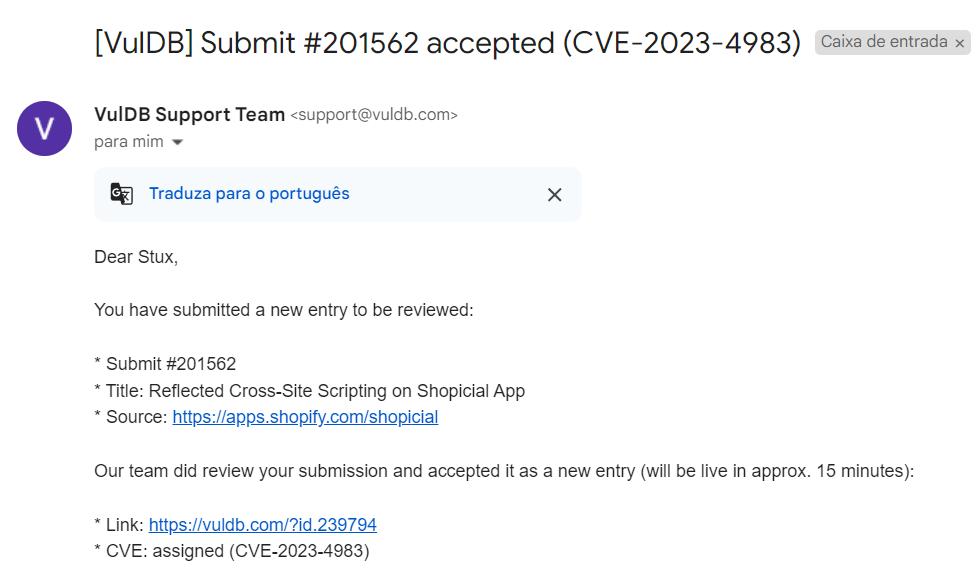 [VulDB] Submit #201562 accepted (CVE-2023-4983) Caixa de entrada ×
V
VulDB Support Team <support@vuldb.com>
para mim
Traduza para o português
Dear Stux,
You have submitted a new entry to be reviewed:
* Submit #201562
* Title: Reflected Cross-Site Scripting on Shopicial App
* Source: https://apps.shopify.com/shopicial
Our team did review your submission and accepted it as a new entry (will be live in approx. 15 minutes):
* Link: https://vuldb.com/?id.239794
* CVE: assigned (CVE-2023-4983)